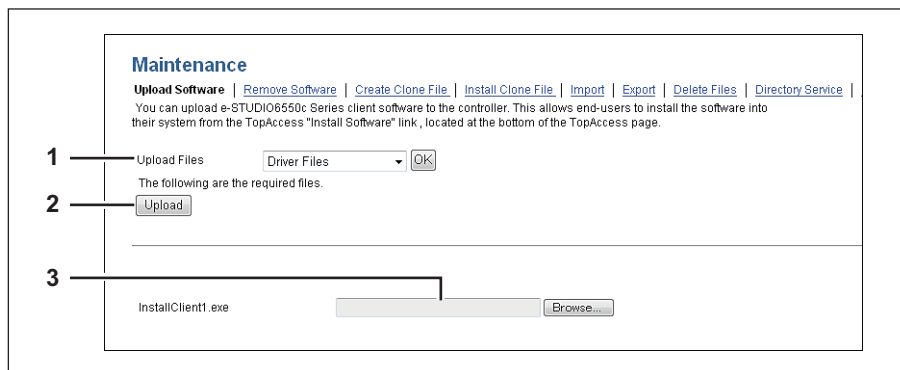 Maintenance
Upload Software | Remove Software | Create Clone File | Install Clone File | Import | Export | Delete Files | Directory Service |
You can upload e-STUDIO6550c Series client software to the controller. This allows end-users to install the software into
their system from the TopAccess "Install Software" link , located at the bottom of the TopAccess page.
1 Upload Files Driver Files OK
The following are the required files.
2 Upload
3
InstallClient1.exe Browse...